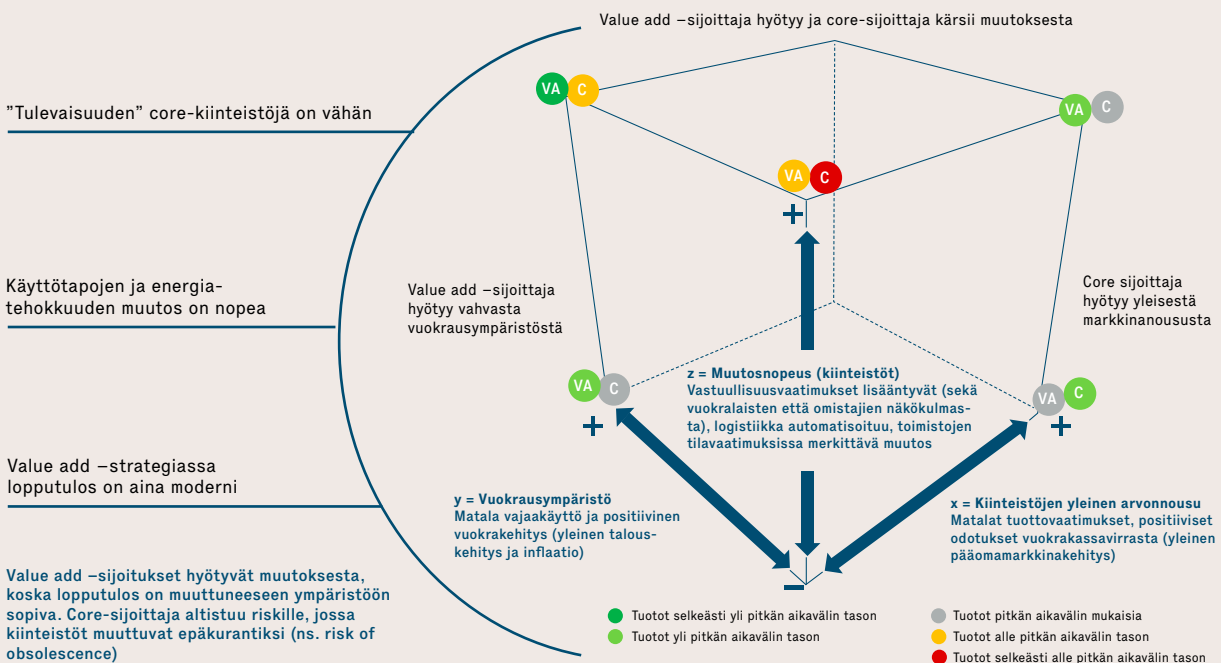 Value add –sijoittaja hyötyy ja core-sijoittaja kärsii muutoksesta
VA C
VA C
"Tulevaisuuden" core-kiinteistöjä on vähän
VA C
+
Käyttötapojen ja energia-
tehokkuuden muutos on nopea
Value add –sijoittaja
hyötyy vahvasta
vuokrausympäristöstä
Core sijoittaja
hyötyy yleisestä
markkinanoususta
VA C
+
z = Muutosnopeus (kiinteistöt)
Vastuullisuusvaatimukset lisääntyvät (sekä
vuokralaisten että omistajien näkökulmas-
ta), logistiikka automatisoituu, toimistojen
tilavaatimuksissa merkittävä muutos
VA C
+
Value add –strategiassa
lopputulos on aina moderni
y = Vuokrausympäristö
Matala vajaakäyttö ja positiivinen
vuokrakehitys (yleinen talous-
kehitys ja inflaatio)
x = Kiinteistöjen yleinen arvonnousu
Matalat tuottovaatimukset, positiiviset
odotukset vuokrakassavirrasta (yleinen
pääomamarkkinakehitys)
–
Value add –sijoitukset hyötyvät muutoksesta,
koska lopputulos on muuttuneeseen ympäristöön
sopiva. Core-sijoittaja altistuu riskille, jossa
kiinteistöt muuttuvat epäkurantiksi (ns. risk of
obsolescence)
Tuotot selkeästi yli pitkän aikavälin tason
Tuotot yli pitkän aikavälin tason
Tuotot pitkän aikavälin mukaisia
Tuotot alle pitkän aikavälin tason
Tuotot selkeästi alle pitkän aikavälin tason